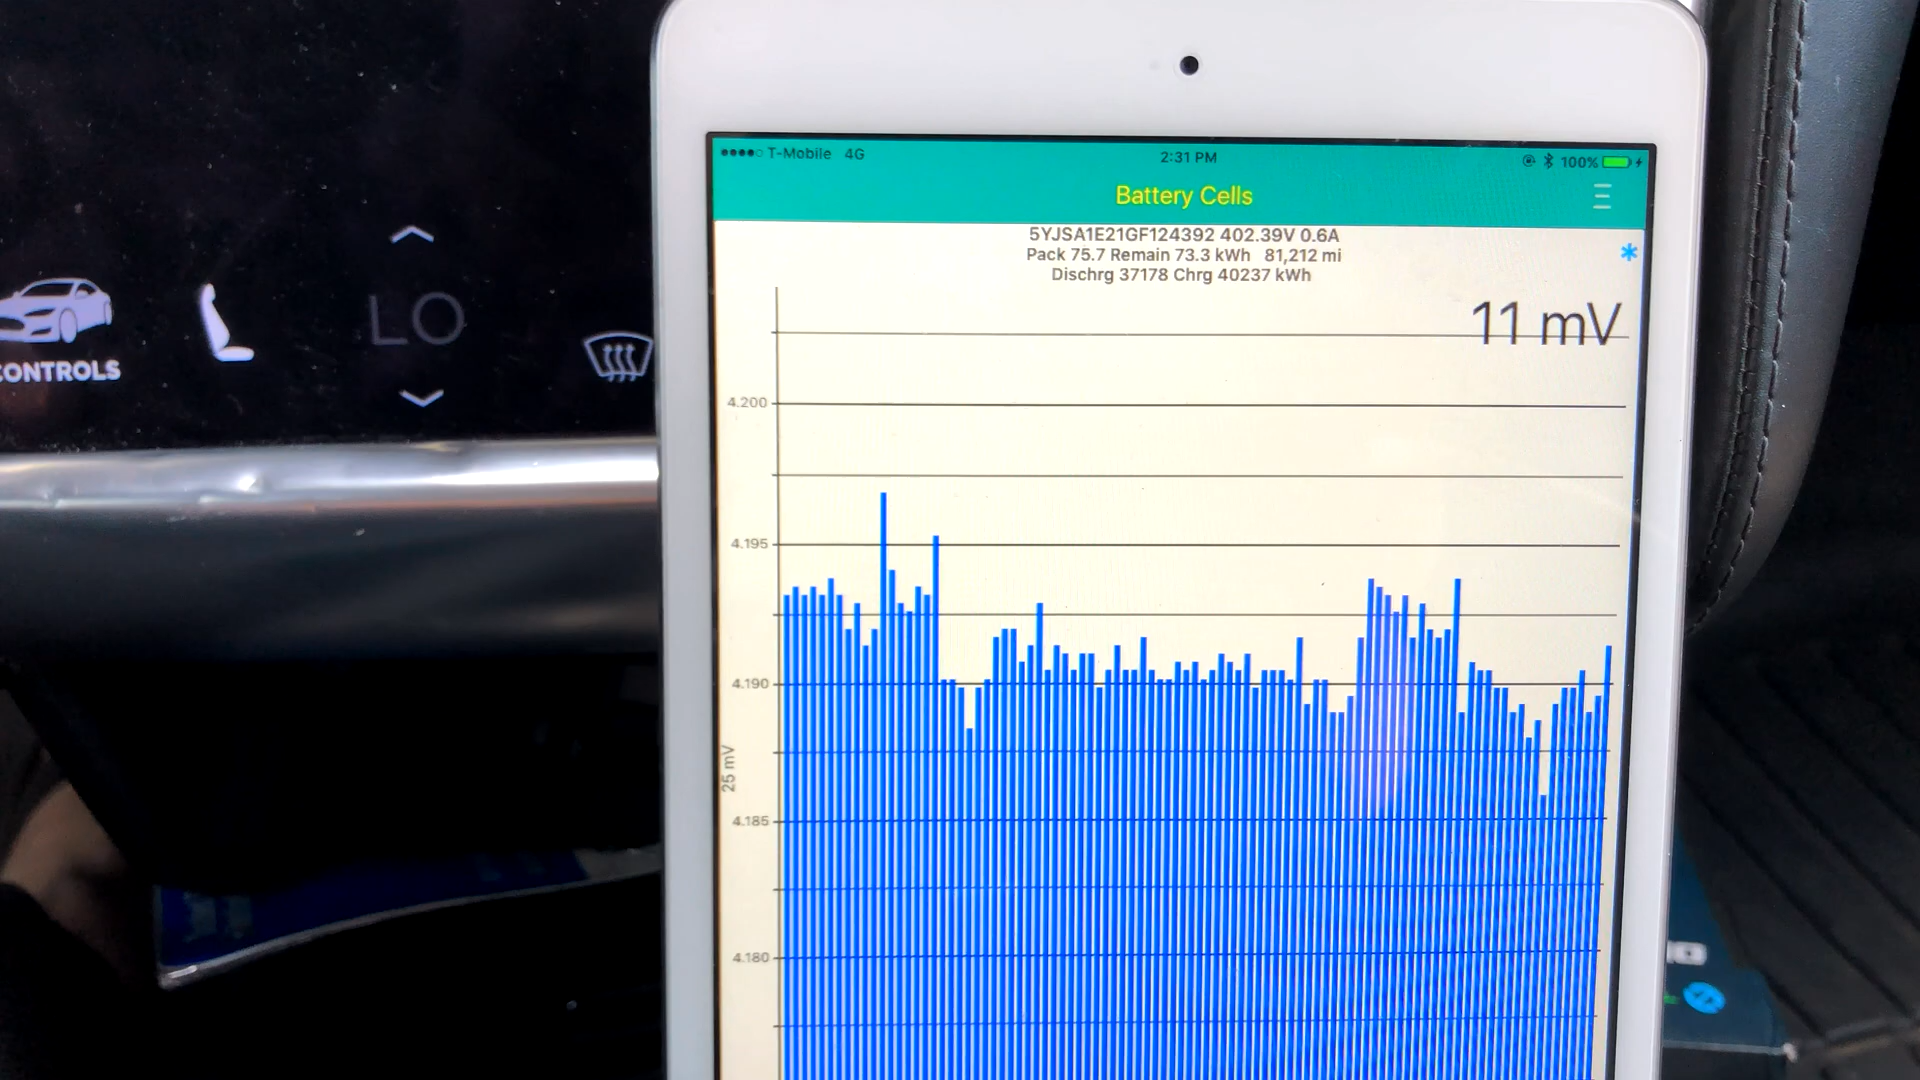 T-Mobile 4G 2:31 PM 100%
Battery Cells
5YJSA1E21GF124392 402.39V 0.6A
Pack 75.7 Remain 73.3 kWh 81,212 mi
Dischrg 37178 Chrg 40237 kWh
11 mV
4.200
4.195
4.190
25 mV
4.185
4.180
LO
CONTROLS